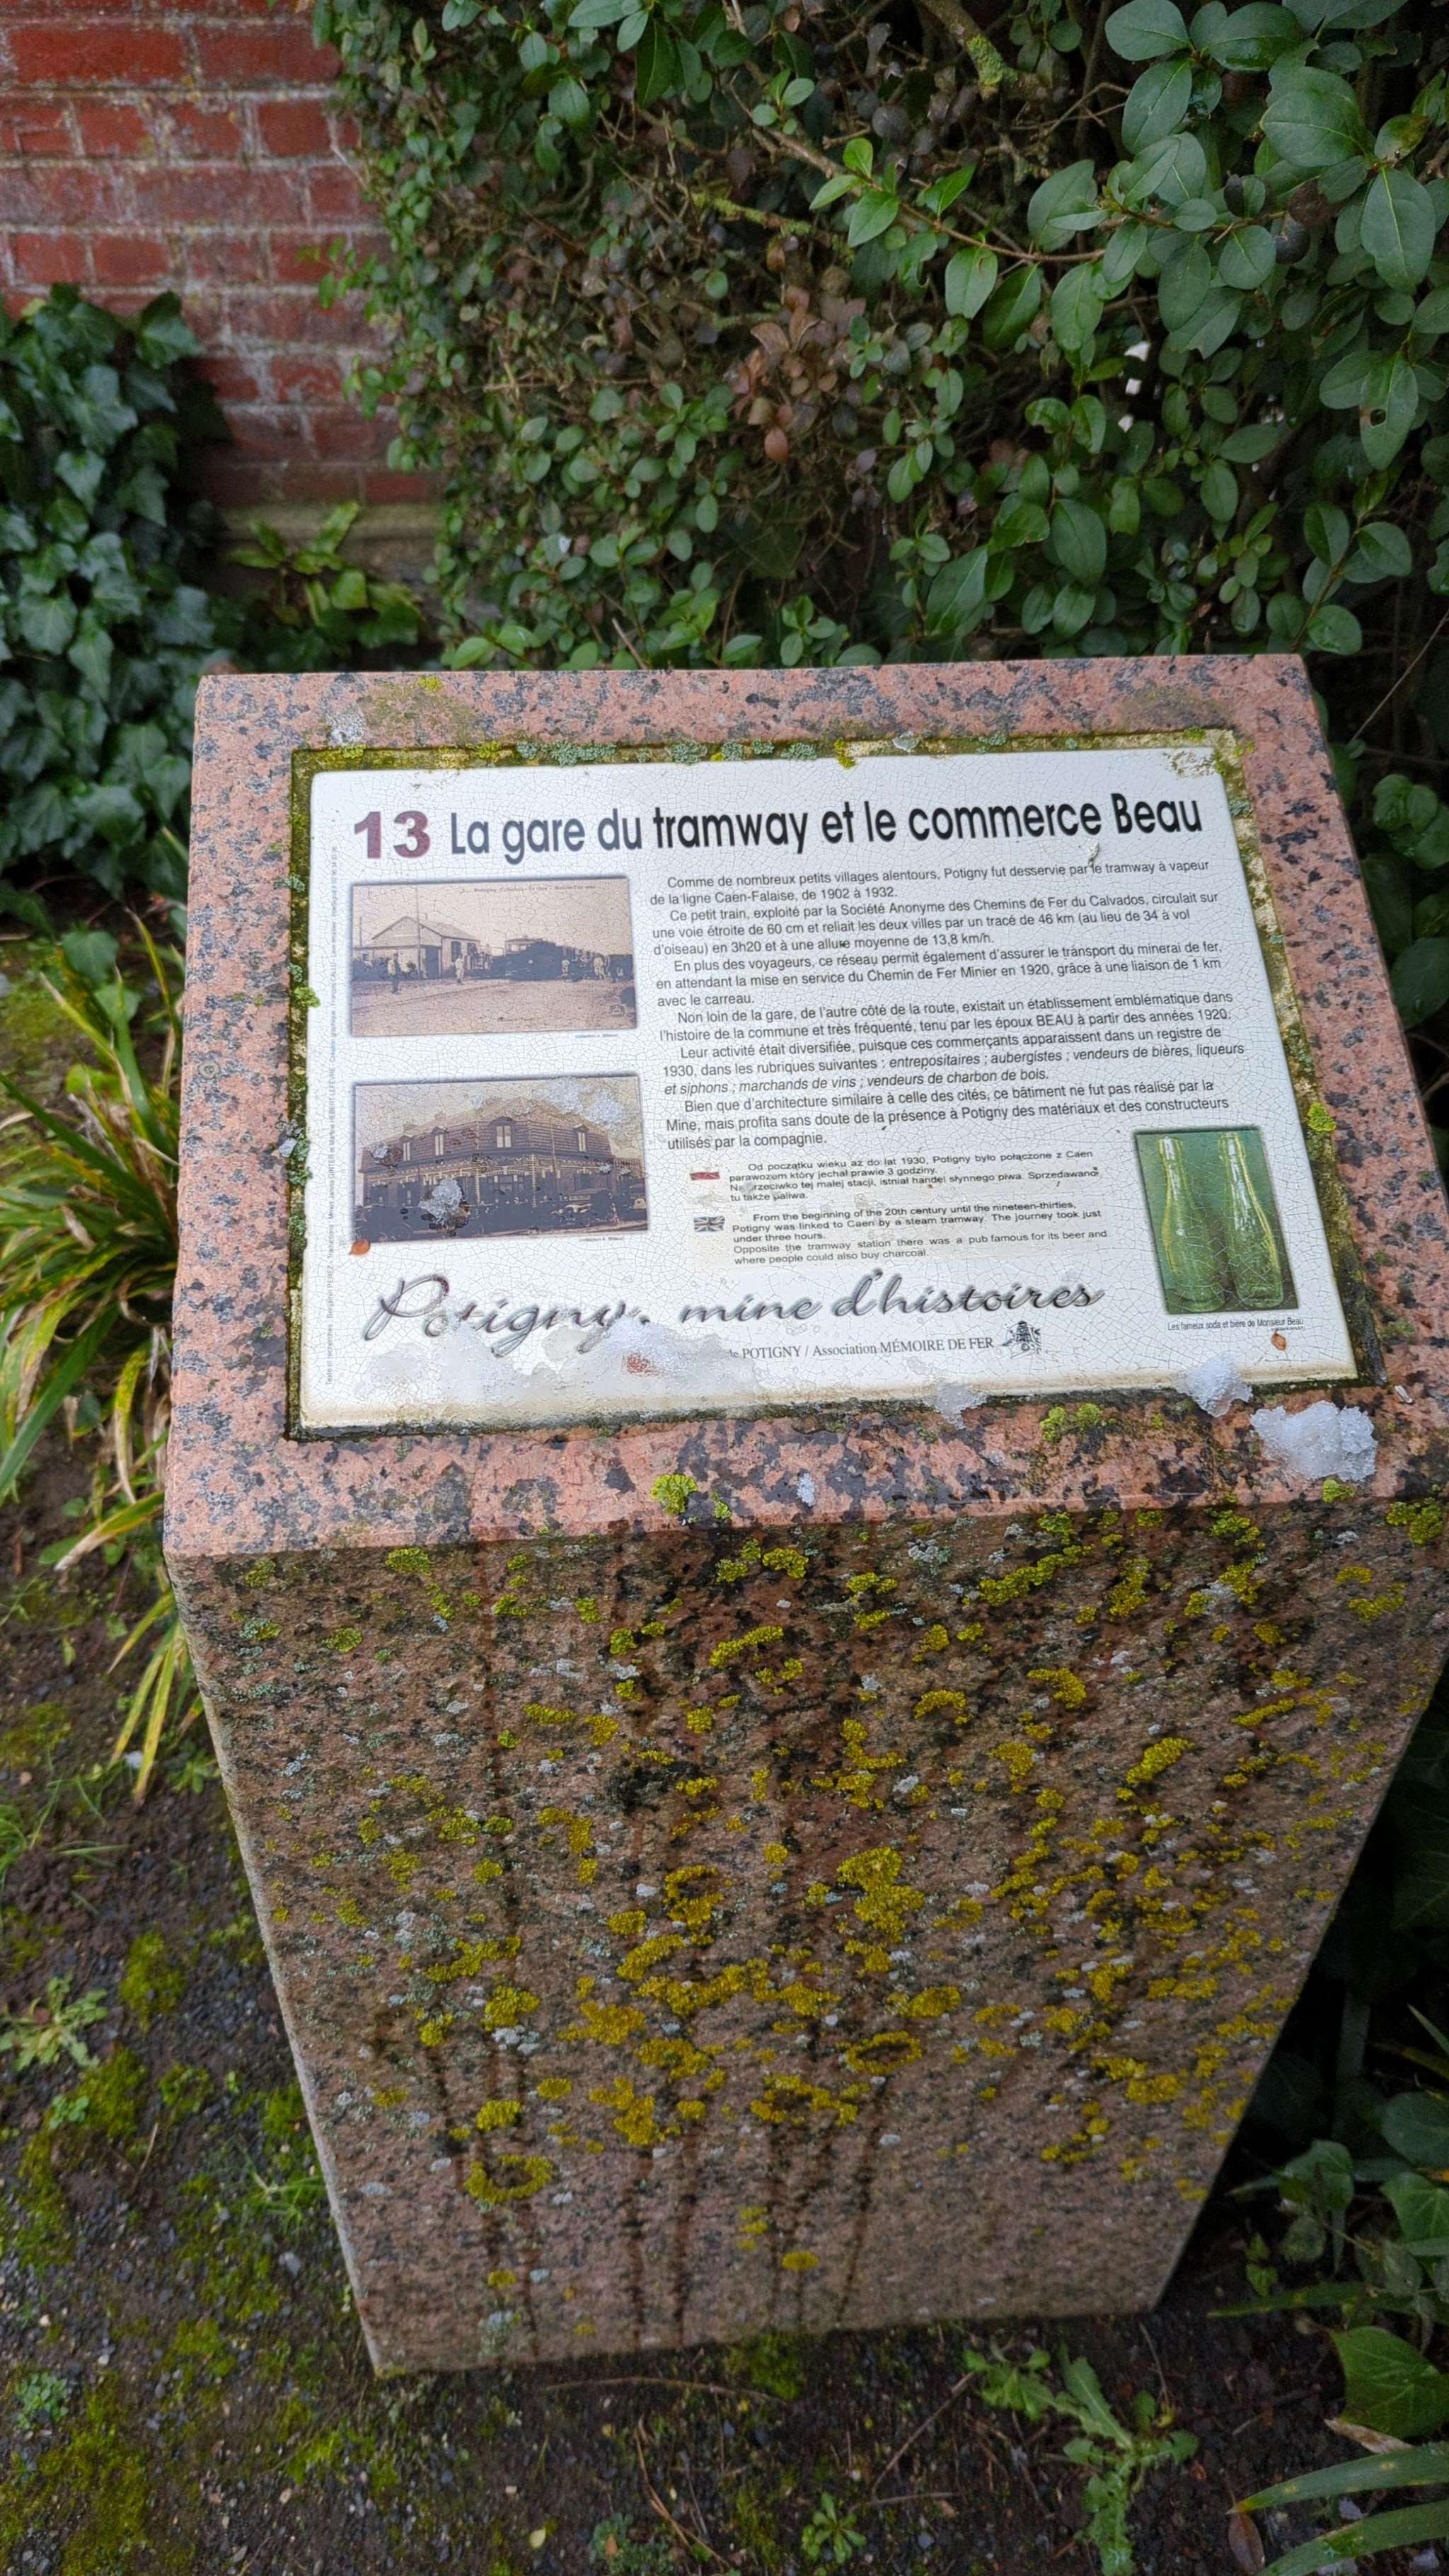 13 La gare du tramway et le commerce Beau
Comme de nombreux petits villages alentours, Potigny fut desservie par le tramway à vapeur
de la ligne Caen-Falaise, de 1902 à 1932.
Ce petit train, exploité par la Société Anonyme des Chemins de Fer du Calvados, circulait sur
une voie étroite de 60 cm et reliait les deux villes par un tracé de 46 km (au lieu de 34 à vol
d'oiseau) en 3h20 et à une allure moyenne de 13,8 km/h.
En plus des voyageurs, ce réseau permit également d'assurer le transport du minerai de fer,
en attendant la mise en service du Chemin de Fer Minier en 1920, grâce à une liaison de 1 km
avec le carreau.
Non loin de la gare, de l'autre côté de la route, existait un établissement emblématique dans
l'histoire de la commune et très fréquenté, tenu par les époux BEAU à partir des années 1920.
Leur activité était diversifiée, puisque ces commerçants apparaissent dans un registre de
1930, dans les rubriques suivantes : entrepositaires ; aubergistes ; vendeurs de bières, liqueurs
et siphons ; marchands de vins ; vendeurs de charbon de bois.
Bien que d'architecture similaire à celle des cités, ce bâtiment ne fut pas réalisé par la
Mine, mais profita sans doute de la présence à Potigny des matériaux et des constructeurs
utilisés par la compagnie.
Od początku wieku aż do lat 1930, Potigny było połączone z Caen
parawozem który jechał prawie 3 godziny.
tej małej stacji, istniał handel słynnego piwa. Sprzedawano
tu także paliwa.
From the beginning of the 20th century until the nineteen-thirties,
Potigny was linked to Caen by a steam tramway. The journey took just
under three hours.
Opposite the tramway station there was a pub famous for its beer and
where people could also buy charcoal.
Les fameux soda et bière de Monsieur Beau
Potigny, mine d'histoires
POTIGNY / Association MÉMOIRE DE FER